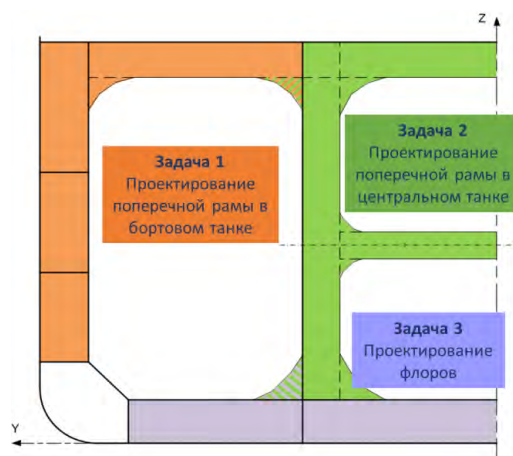 Z
Задача 1
Проектирование
поперечной рамы в
бортовом танке
Задача 2
Проектирование
поперечной рамы в
центральном танке
Задача 3
Проектирование
флоров
Y